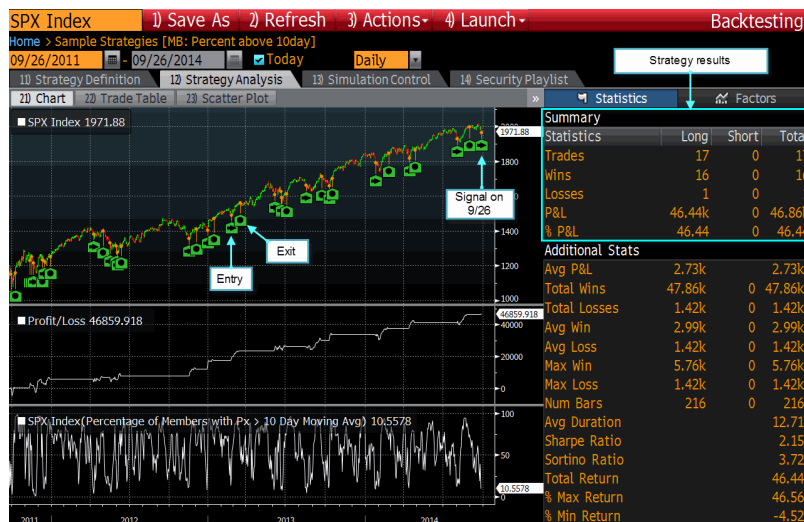 SPX Index 1) Save As 2) Refresh 3) Actions 4) Launch Backtesting
Home > Sample Strategies [MB: Percent above 10day]
09/26/2011 - 09/26/2014 Today Daily
11) Strategy Definition 12) Strategy Analysis 13) Simulation Control 14) Security Playlist
Strategy results
21) Chart 22) Trade Table 23) Scatter Plot » Statistics Factors
SPX Index 1971.88
2000
1971.88
1800
1400
1200
1000
Signal on
9/26
Exit
Entry
Summary
Statistics Long Short Tota
Trades 17 0 17
Wins 16 0 16
Losses 1 0
P&L 46.44k 0 46.86k
% P&L 46.44 0 46.44
Additional Stats
Avg P&L 2.73k 2.73k
Total Wins 47.86k 0 47.86k
Total Losses 1.42k 0 1.42k
Avg Win 2.99k 0 2.99k
Avg Loss 1.42k 0 1.42k
Max Win 5.76k 0 5.76k
Max Loss 1.42k 0 1.42k
Num Bars 216 0 216
Avg Duration 12.71
Sharpe Ratio 2.15
Sortino Ratio 3.72
Total Return 46.44
% Max Return 46.56
% Min Return -4.52
Profit/Loss 46859.918
46859.918
40000
20000
0
SPX Index(Percentage of Members with Px > 10 Day Moving Avg) 10.5578
100
50
10.5578
0
2011 2012 2013 2014